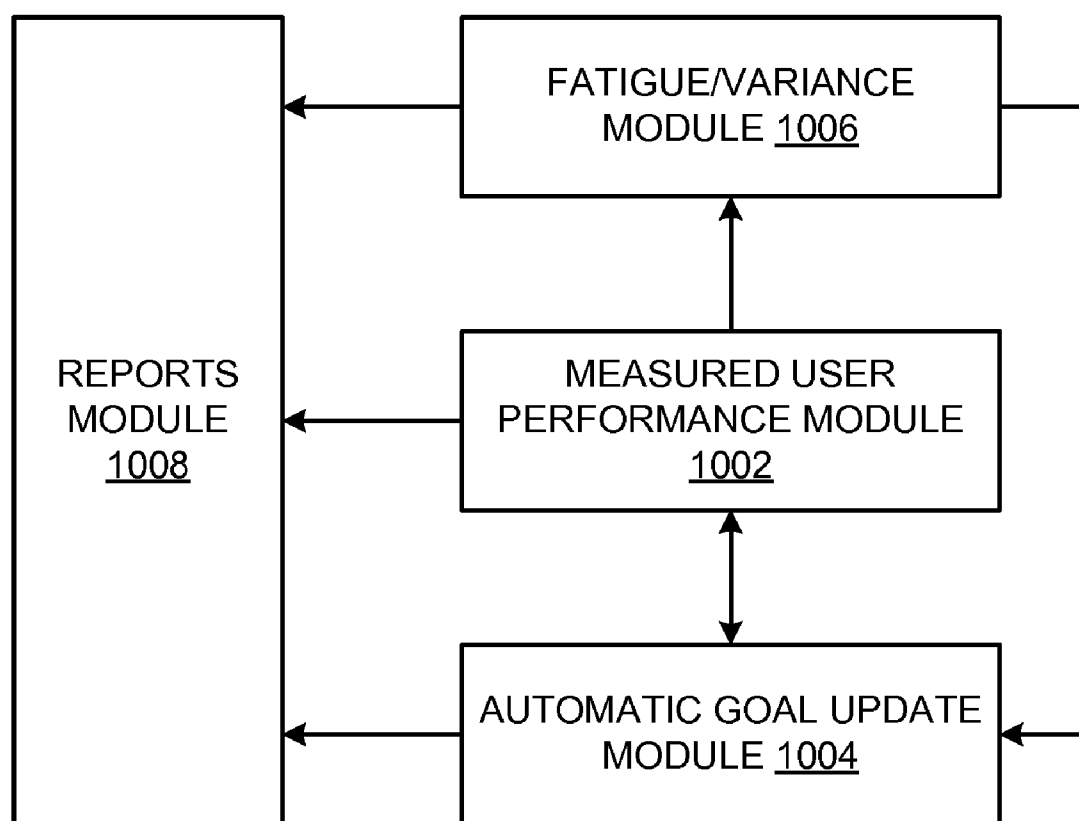 FATIGUE/VARIANCE
MODULE 1006
REPORTS
MODULE
1008
MEASURED USER
PERFORMANCE MODULE
1002
AUTOMATIC GOAL UPDATE
MODULE 1004